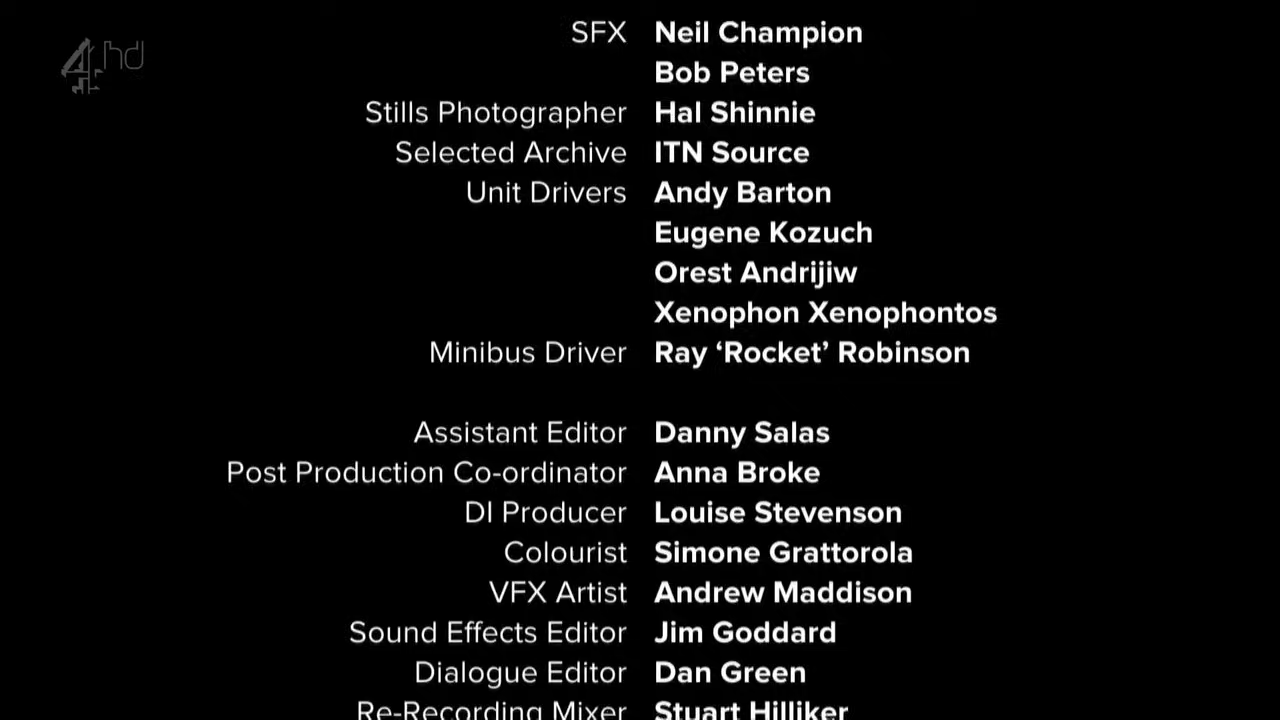 4hd
SFX Neil Champion
Bob Peters
Stills Photographer Hal Shinnie
Selected Archive ITN Source
Unit Drivers Andy Barton
Eugene Kozuch
Orest Andrijiw
Xenophon Xenophontos
Minibus Driver Ray ‘Rocket’ Robinson
Assistant Editor Danny Salas
Post Production Co-ordinator Anna Broke
DI Producer Louise Stevenson
Colourist Simone Grattorola
VFX Artist Andrew Maddison
Sound Effects Editor Jim Goddard
Dialogue Editor Dan Green
Re-Recording Mixer Stuart Hilliker